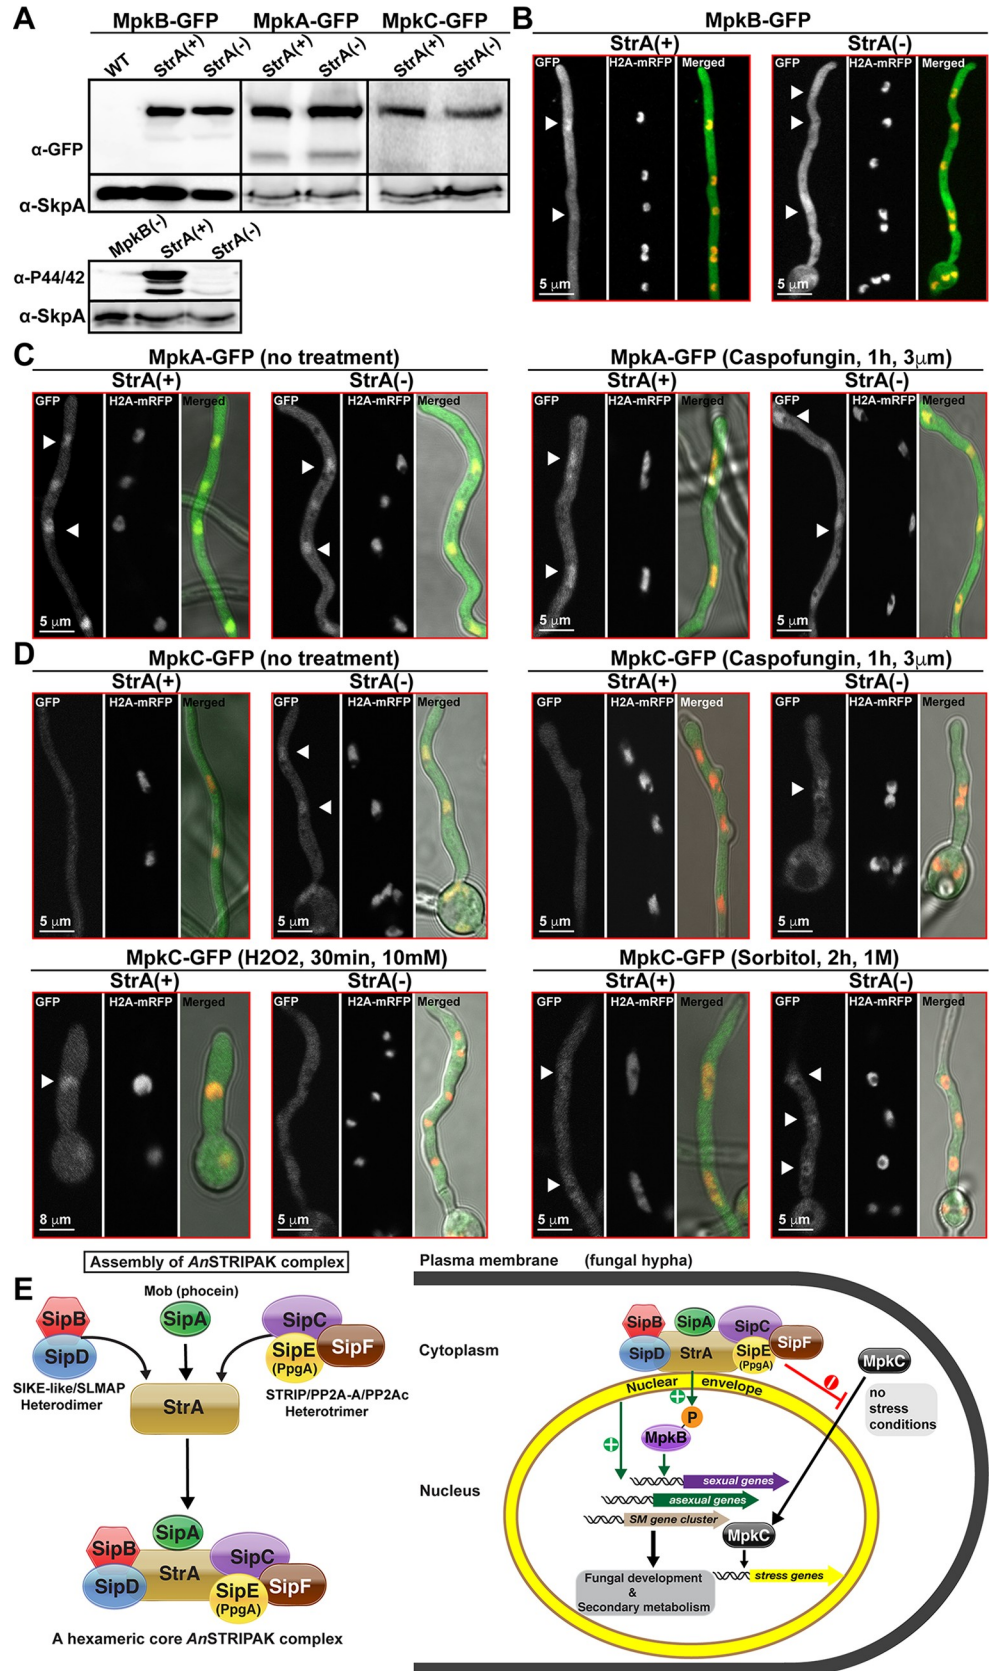 A
MpkB-GFP MpkA-GFP MpkC-GFP
WT StrA(+) StrA(-) StrA(+) StrA(-) StrA(+) StrA(-)
α-GFP
α-SkpA
MpkB(-) StrA(+) StrA(-)
α-P44/42
α-SkpA
B
MpkB-GFP
StrA(+) StrA(-)
GFP H2A-mRFP Merged GFP H2A-mRFP Merged
5 μm 5 μm
C
MpkA-GFP (no treatment) MpkA-GFP (Caspofungin, 1h, 3μm)
StrA(+) StrA(-) StrA(+) StrA(-)
GFP H2A-mRFP Merged GFP H2A-mRFP Merged GFP H2A-mRFP Merged GFP H2A-mRFP Merged
5 μm 5 μm 5 μm 5 μm
D
MpkC-GFP (no treatment) MpkC-GFP (Caspofungin, 1h, 3μm)
StrA(+) StrA(-) StrA(+) StrA(-)
GFP H2A-mRFP Merged GFP H2A-mRFP Merged GFP H2A-mRFP Merged GFP H2A-mRFP Merged
5 μm 5 μm 5 μm 5 μm
MpkC-GFP (H2O2, 30min, 10mM) MpkC-GFP (Sorbitol, 2h, 1M)
StrA(+) StrA(-) StrA(+) StrA(-)
GFP H2A-mRFP Merged GFP H2A-mRFP Merged GFP H2A-mRFP Merged GFP H2A-mRFP Merged
8 μm 5 μm 5 μm 5 μm
E
Assembly of AnSTRIPAK complex
Mob (phocein)
SipB SipA SipC
SipD SipE SipF
(PpgA)
SIKE-like/SLMAP
Heterodimer
STRIP/PP2A-A/PP2Ac
Heterotrimer
StrA
SipA
SipB SipC
StrA
SipD SipE SipF
(PpgA)
A hexameric core AnSTRIPAK complex
Plasma membrane (fungal hypha)
Cytoplasm
SipB SipA SipC
SipD StrA SipE SipF
(PpgA)
MpkC
no
stress
conditions
Nuclear envelope
+
P
MpkB
+
Nucleus
sexual genes
asexual genes
SM gene cluster
MpkC
stress genes
Fungal development
&
Secondary metabolism